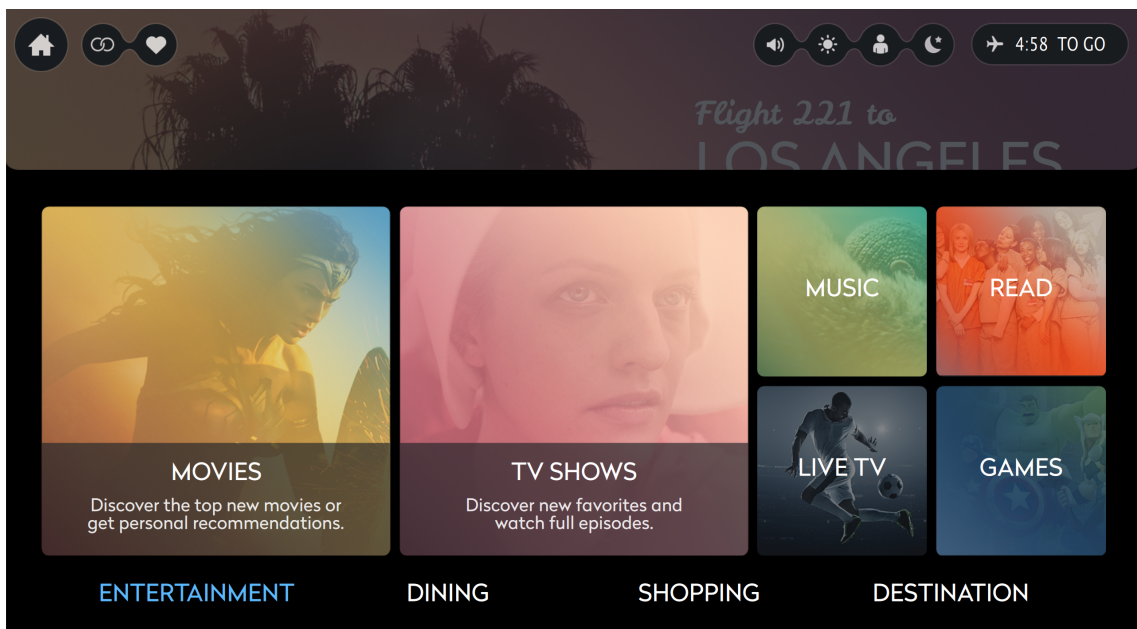 4:58 TO GO
Flight 221 to
LOS ANGELES
MUSIC
READ
MOVIES
Discover the top new movies or
get personal recommendations.
TV SHOWS
Discover new favorites and
watch full episodes.
LIVE TV
GAMES
ENTERTAINMENT
DINING
SHOPPING
DESTINATION